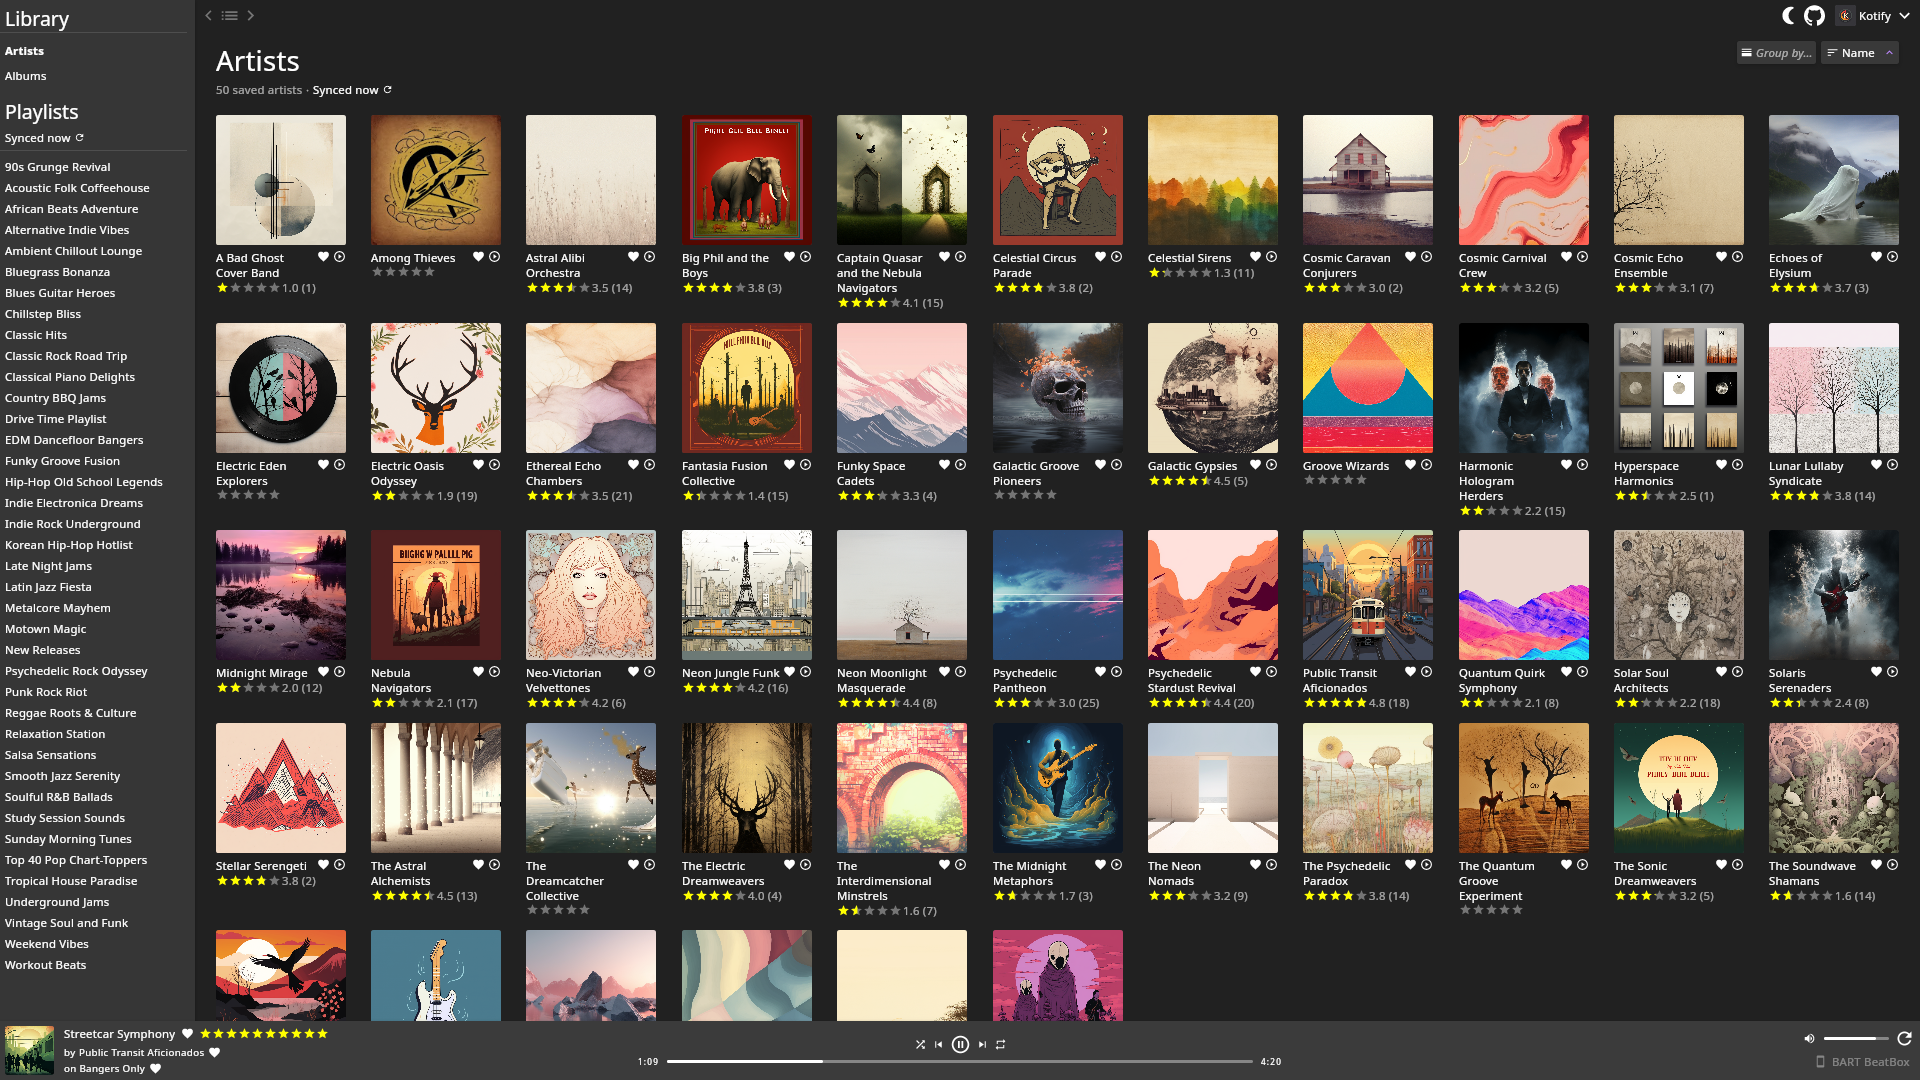 Library
Artists
Albums
Playlists
Synced now
90s Grunge Revival
Acoustic Folk Coffeehouse
African Beats Adventure
Alternative Indie Vibes
Ambient Chillout Lounge
Bluegrass Bonanza
Blues Guitar Heroes
Chillstep Bliss
Classic Hits
Classic Rock Road Trip
Classical Piano Delights
Country BBQ Jams
Drive Time Playlist
EDM Dancefloor Bangers
Funky Groove Fusion
Hip-Hop Old School Legends
Indie Electronica Dreams
Indie Rock Underground
Korean Hip-Hop Hotlist
Late Night Jams
Latin Jazz Fiesta
Metalcore Mayhem
Motown Magic
New Releases
Psychedelic Rock Odyssey
Punk Rock Riot
Reggae Roots & Culture
Relaxation Station
Salsa Sensations
Smooth Jazz Serenity
Soulful R&B Ballads
Study Session Sounds
Sunday Morning Tunes
Top 40 Pop Chart-Toppers
Tropical House Paradise
Underground Jams
Vintage Soul and Funk
Weekend Vibes
Workout Beats
Kotify
Artists
Group by...
Name
50 saved artists · Synced now
A Bad Ghost
Cover Band
1.0 (1)
Among Thieves
Astral Alibi
Orchestra
3.5 (14)
Big Phil and the
Boys
3.8 (3)
Captain Quasar
and the Nebula
Navigators
4.1 (15)
Celestial Circus
Parade
3.8 (2)
Celestial Sirens
1.3 (11)
Cosmic Caravan
Conjurers
3.0 (2)
Cosmic Carnival
Crew
3.2 (5)
Cosmic Echo
Ensemble
3.1 (7)
Echoes of
Elysium
3.7 (3)
Electric Eden
Explorers
Electric Oasis
Odyssey
1.9 (19)
Ethereal Echo
Chambers
3.5 (21)
Fantasia Fusion
Collective
1.4 (15)
Funky Space
Cadets
3.3 (4)
Galactic Groove
Pioneers
Galactic Gypsies
4.5 (5)
Groove Wizards
Harmonic
Hologram
Herders
2.2 (15)
Hyperspace
Harmonics
2.5 (1)
Lunar Lullaby
Syndicate
3.8 (14)
Midnight Mirage
2.0 (12)
Nebula
Navigators
2.1 (17)
Neo-Victorian
Velvettones
4.2 (6)
Neon Jungle Funk
4.2 (16)
Neon Moonlight
Masquerade
4.4 (8)
Psychedelic
Pantheon
3.0 (25)
Psychedelic
Stardust Revival
4.4 (20)
Public Transit
Aficionados
4.8 (18)
Quantum Quirk
Symphony
2.1 (8)
Solar Soul
Architects
2.2 (18)
Solaris
Serenaders
2.4 (8)
Stellar Serengeti
3.8 (2)
The Astral
Alchemists
4.5 (13)
The
Dreamcatcher
Collective
The Electric
Dreamweavers
4.0 (4)
The
Interdimensional
Minstrels
1.6 (7)
The Midnight
Metaphors
1.7 (3)
The Neon
Nomads
3.2 (9)
The Psychedelic
Paradox
3.8 (14)
The Quantum
Groove
Experiment
The Sonic
Dreamweavers
3.2 (5)
The Soundwave
Shamans
1.6 (14)
Streetcar Symphony
by Public Transit Aficionados
on Bangers Only
1:09
4:20
BART BeatBox